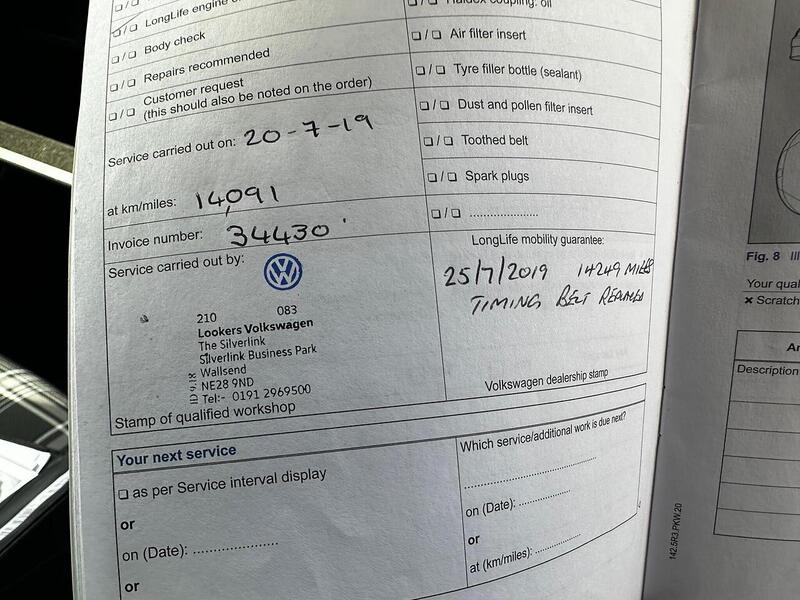 ❏/❏ LongLife engine
❏/❏ Body check
❏/❏ Repairs recommended
❏/❏ Customer request
(this should also be noted on the order)
Service carried out on: 20-7-19
at km/miles: 14,091
Invoice number: 34430
Service carried out by:
210 083
Lookers Volkswagen
The Silverlink
Silverlink Business Park
Wallsend
NE28 9ND
Tel:- 0191 2969500
Stamp of qualified workshop
❏/❏ Haldex coupling: oil
❏/❏ Air filter insert
❏/❏ Tyre filler bottle (sealant)
❏/❏ Dust and pollen filter insert
❏/❏ Toothed belt
❏/❏ Spark plugs
❏/❏ ......................
LongLife mobility guarantee:
25/7/2019 14249 MILES
TIMING BELT REPLACED
Volkswagen dealership stamp
Your next service
❏ as per Service interval display
or
on (Date): ......................
or
Which service/additional work is due next?
..................................
on (Date): ...............
or
at (km/miles): .............
142.5R3.PKW.20
Fig. 8
Your
× Scratch
Description